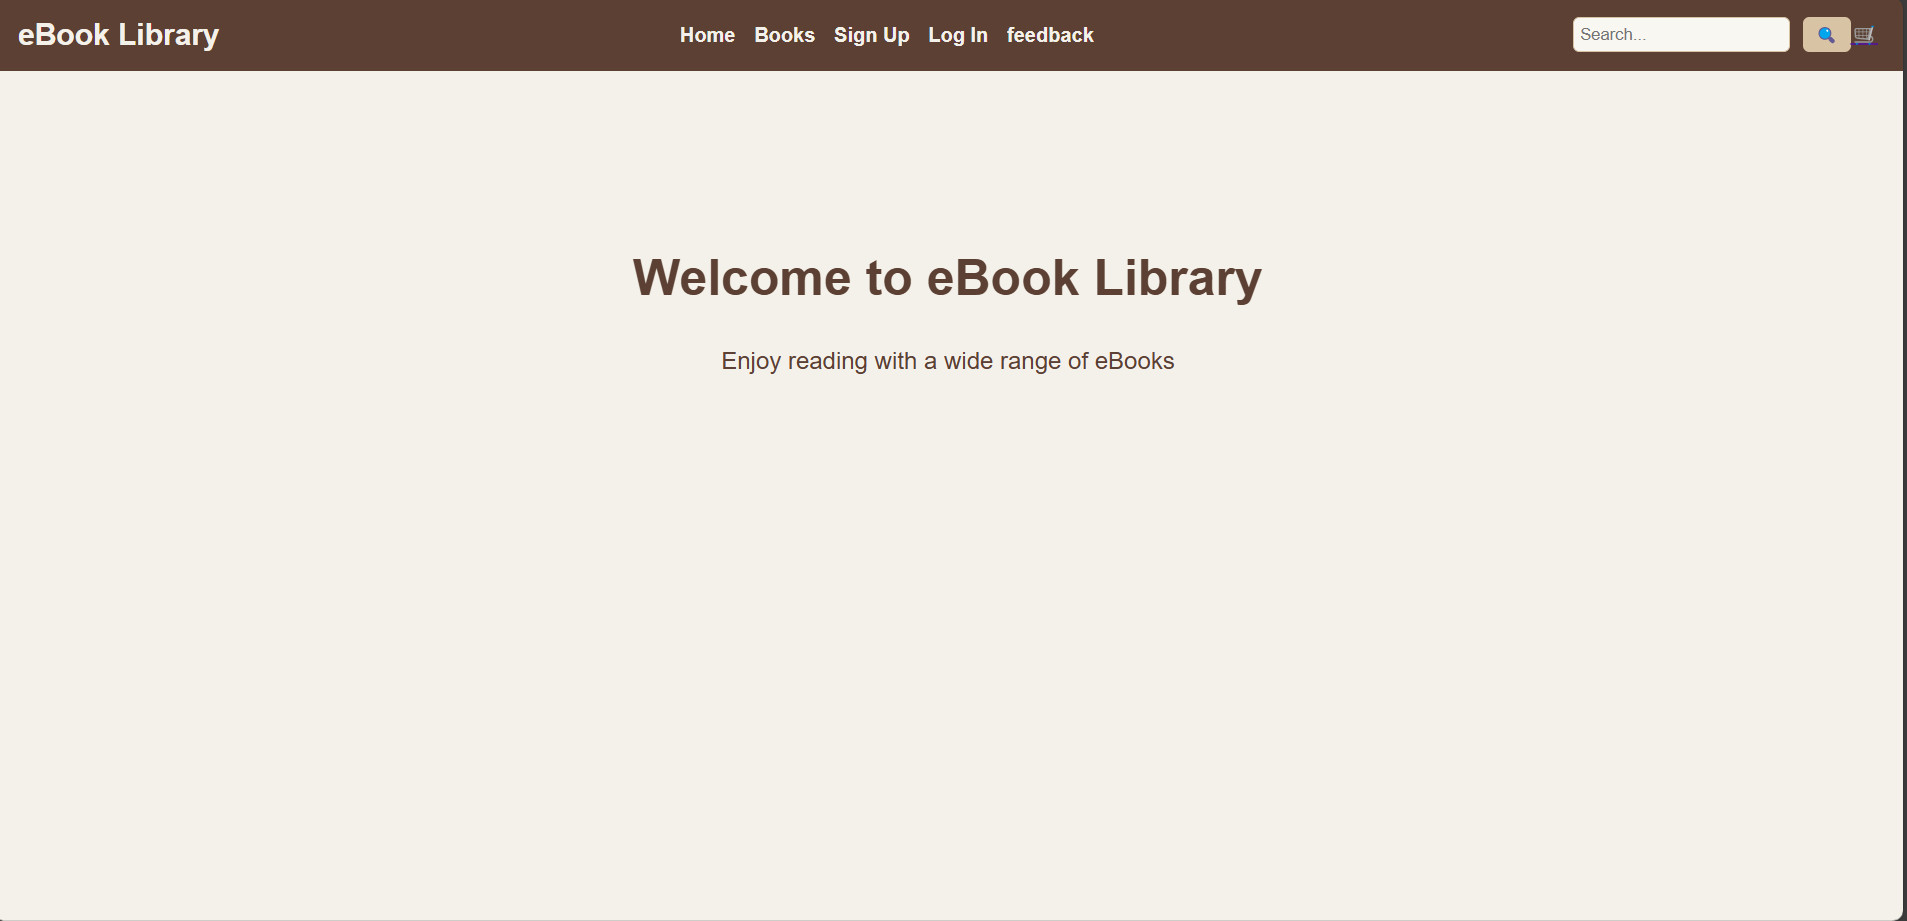 eBook Library
Home Books Sign Up Log In feedback
Search...
Welcome to eBook Library
Enjoy reading with a wide range of eBooks